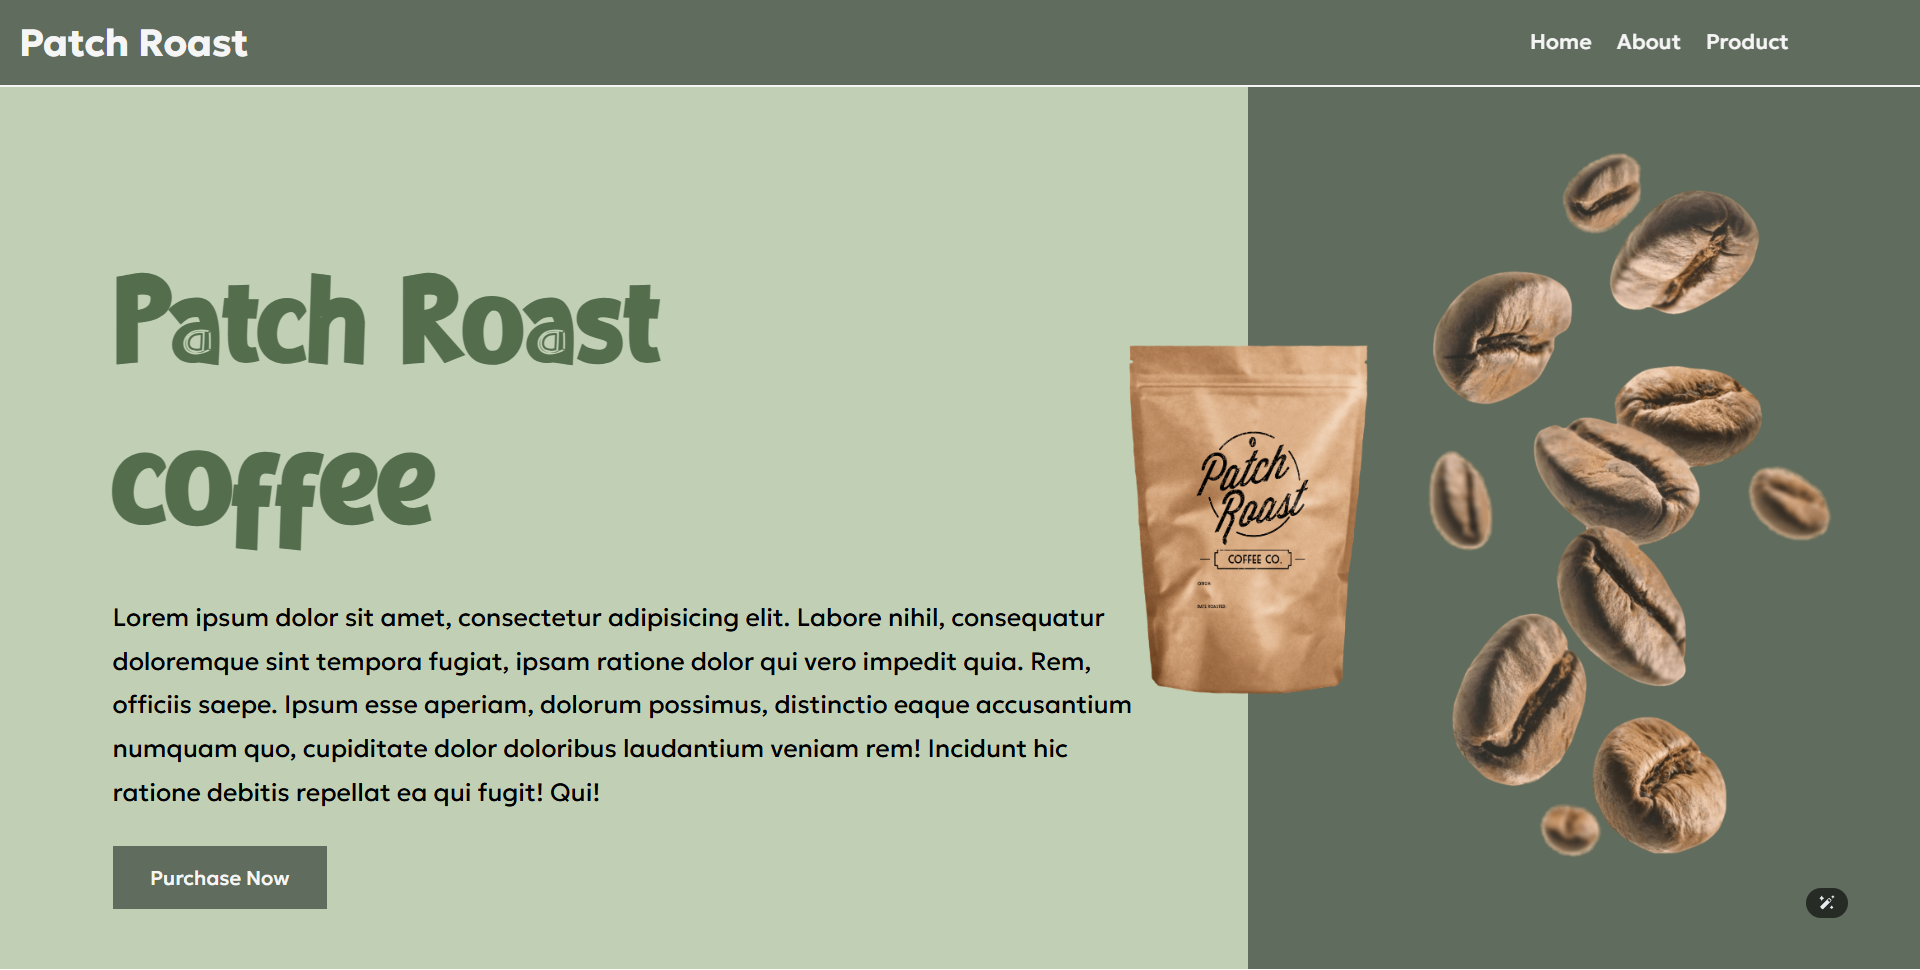 Patch Roast
Home About Product
Patch Roast
coffee
Lorem ipsum dolor sit amet, consectetur adipisicing elit. Labore nihil, consequatur
doloremque sint tempora fugiat, ipsam ratione dolor qui vero impedit quia. Rem,
officiis saepe. Ipsum esse aperiam, dolorum possimus, distinctio eaque accusantium
numquam quo, cupiditate dolor doloribus laudantium veniam rem! Incidunt hic
ratione debitis repellat ea qui fugit! Qui!
Purchase Now
Patch
Roast
COFFEE CO.